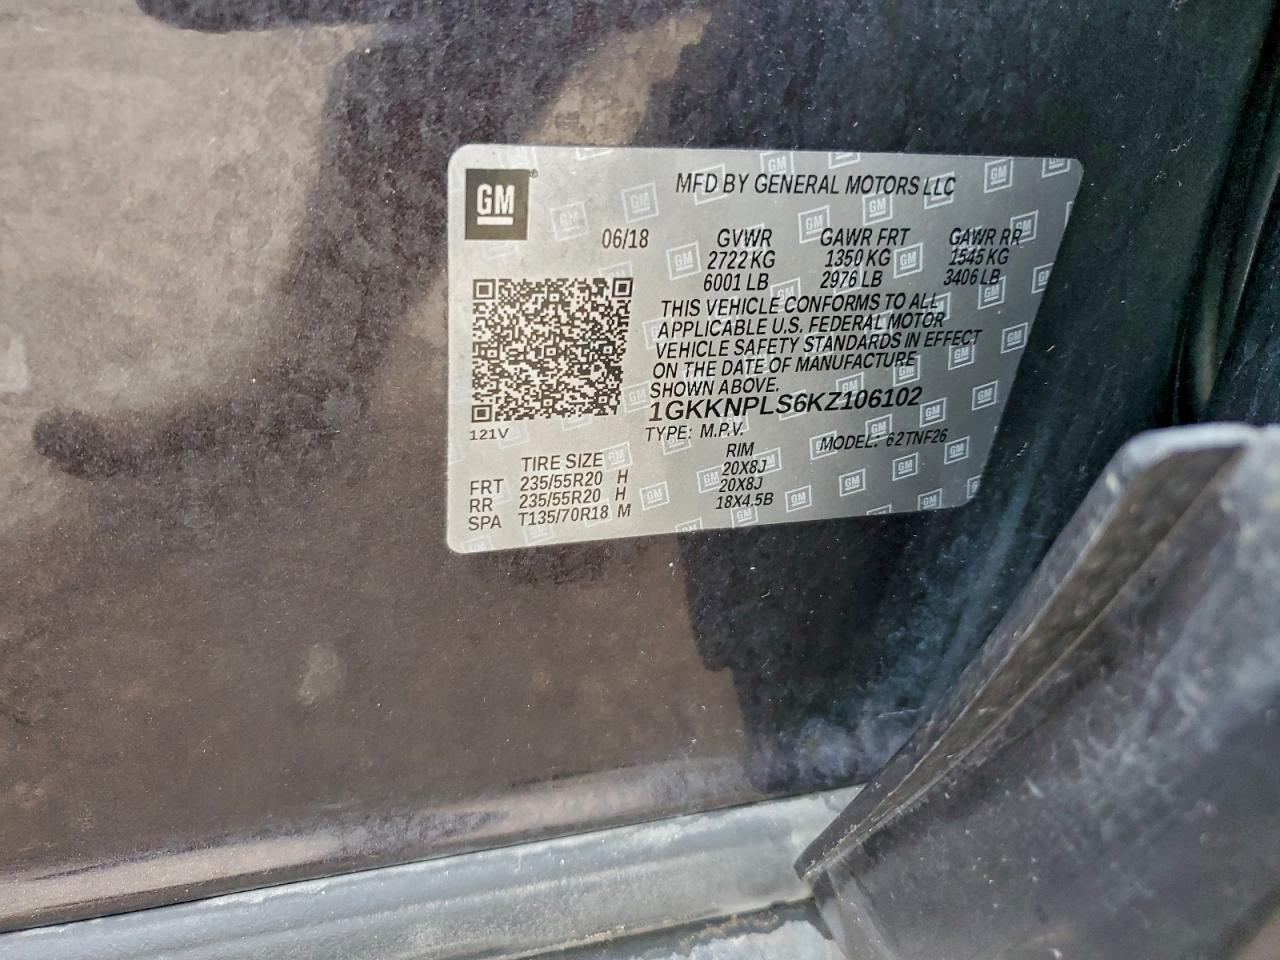 GM
MFD BY GENERAL MOTORS LLC
06/18 GVWR GAWR FRT GAWR RR
2722 KG 1350 KG 1545 KG
6001 LB 2976 LB 3406 LB
THIS VEHICLE CONFORMS TO ALL
APPLICABLE U.S. FEDERAL MOTOR
VEHICLE SAFETY STANDARDS IN EFFECT
ON THE DATE OF MANUFACTURE
SHOWN ABOVE.
1GKKNPLS6KZ106102
121V
TYPE: M.P.V. MODEL: 62TNF26
TIRE SIZE RIM
FRT 235/55R20 H 20X8J
RR 235/55R20 H 20X8J
SPA T135/70R18 M 18X4.5B